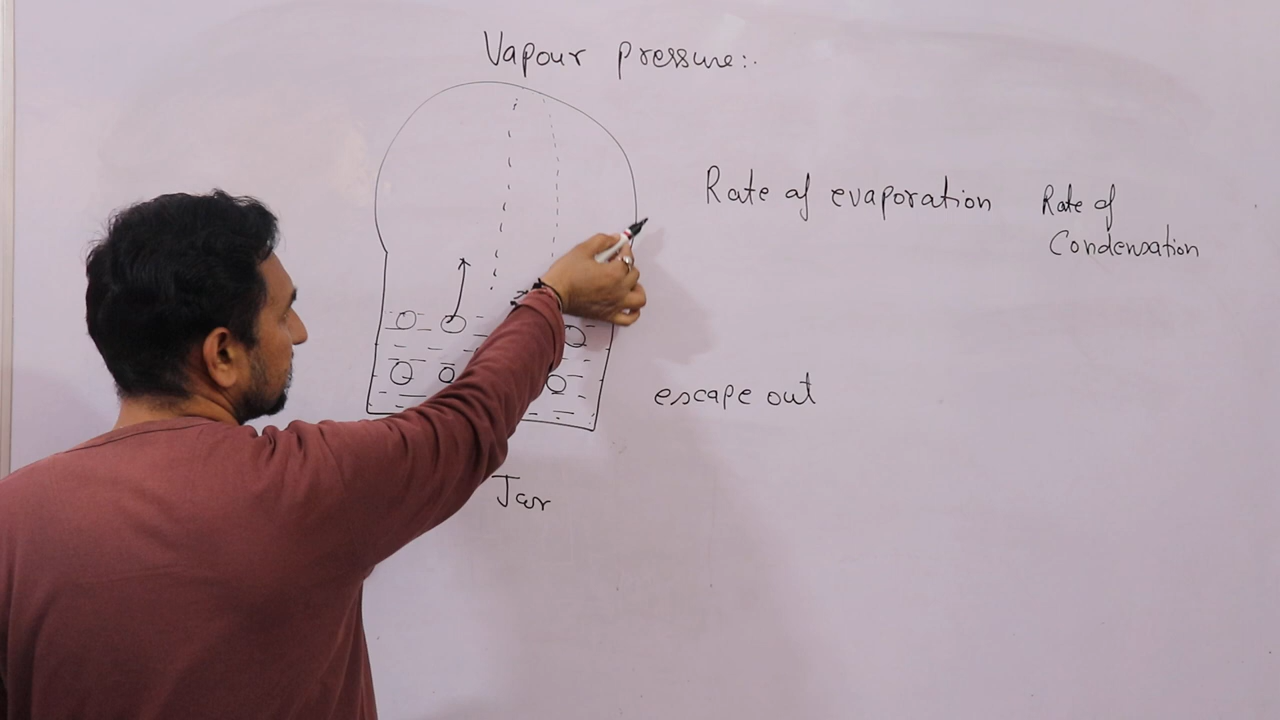 Vapour pressure:.
Rate of evaporation
Rate of
Condensation
escape out
Jar